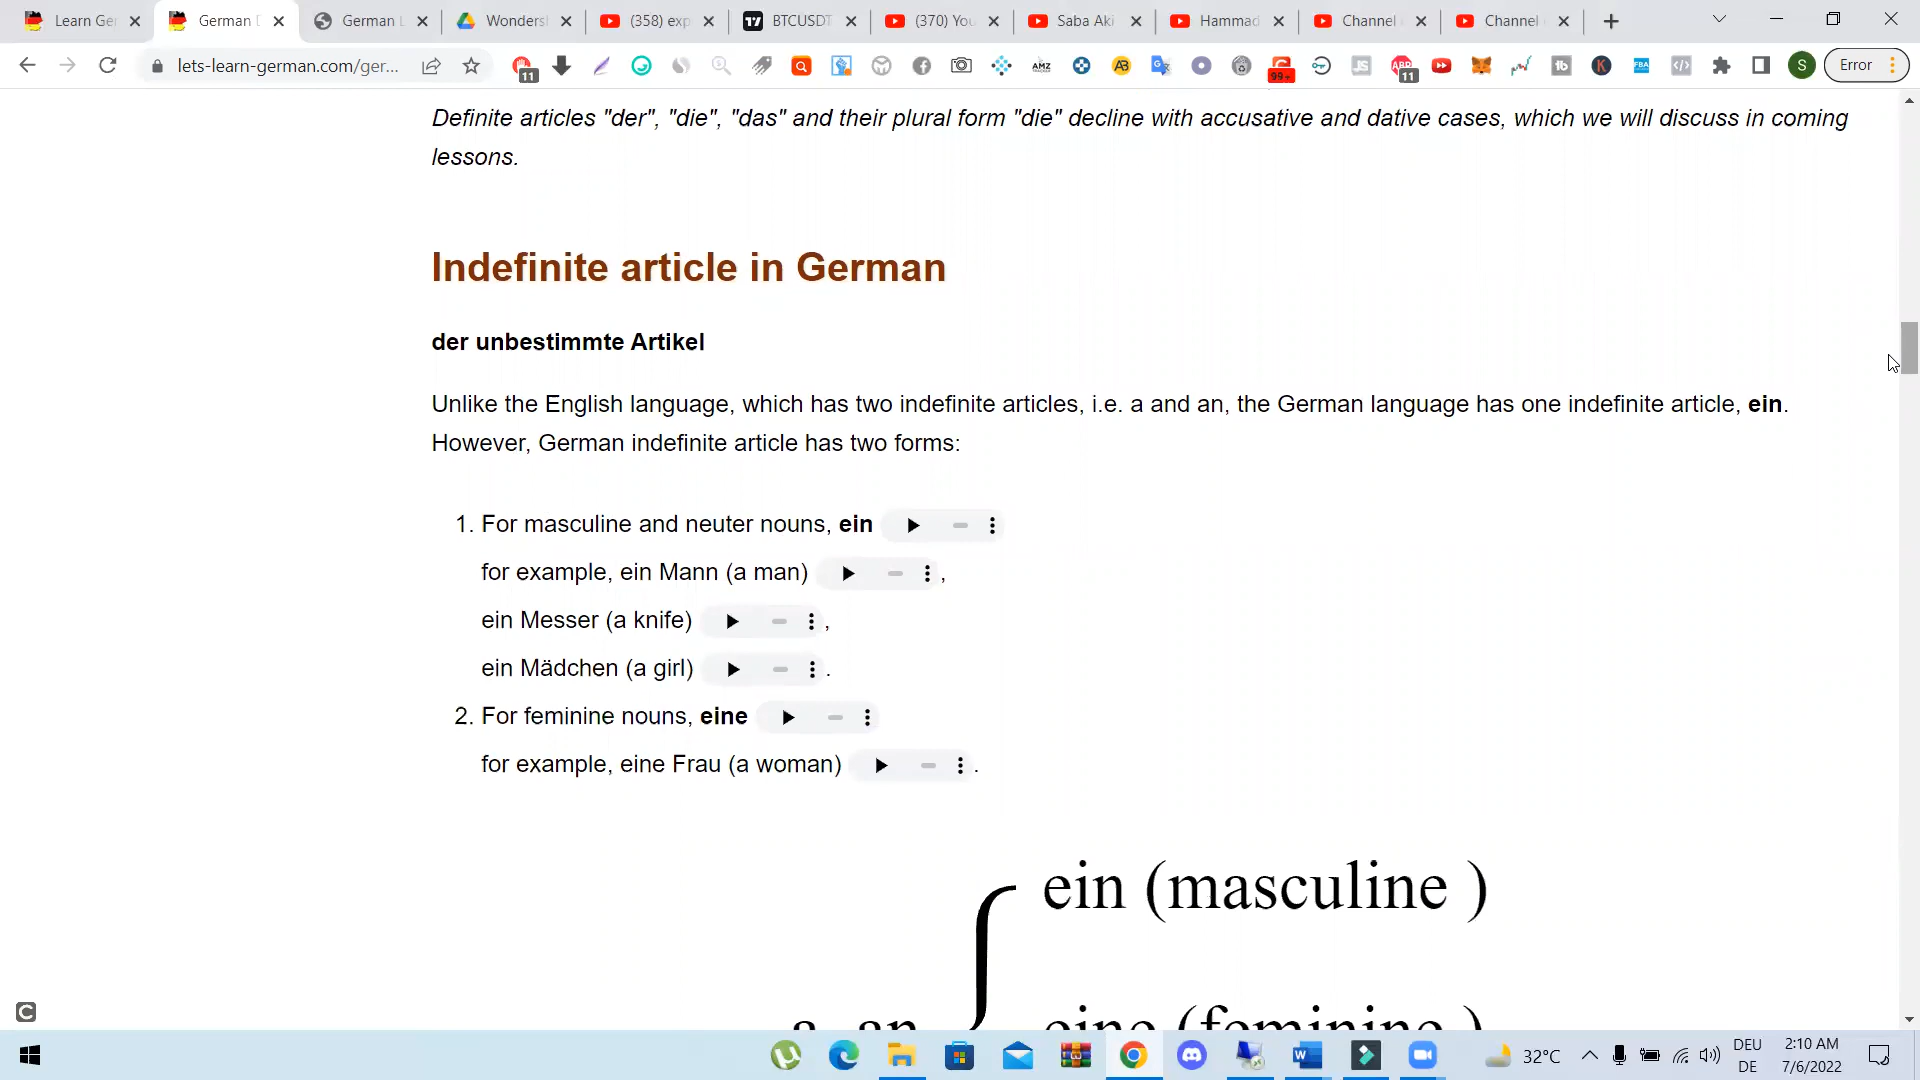 Learn Ge
German
German L
Wonders
(358) exp
BTCUSDT
(370) You
Saba Aki
Hammad
Channel
Channel
lets-learn-german.com/ger...
11
99+
11
S
Error
Definite articles "der", "die", "das" and their plural form "die" decline with accusative and dative cases, which we will discuss in coming
lessons.
Indefinite article in German
der unbestimmte Artikel
Unlike the English language, which has two indefinite articles, i.e. a and an, the German language has one indefinite article, ein.
However, German indefinite article has two forms:
1. For masculine and neuter nouns, ein
for example, ein Mann (a man) ,
ein Messer (a knife) ,
ein Mädchen (a girl) .
2. For feminine nouns, eine
for example, eine Frau (a woman) .
ein (masculine )
a, an
eine (feminine )
32°C
DEU
DE
2:10 AM
7/6/2022